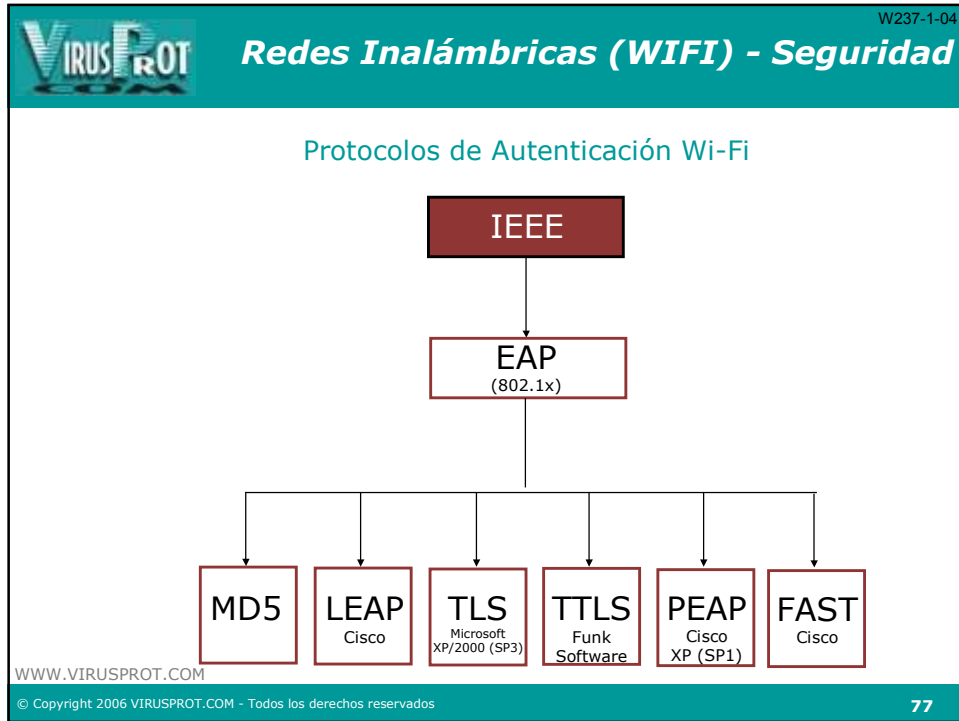 W237-1-04
VIRUSPROT
COM
Redes Inalámbricas (WIFI) - Seguridad
Protocolos de Autenticación Wi-Fi
IEEE
EAP
(802.1x)
MD5
LEAP
Cisco
TLS
Microsoft
XP/2000 (SP3)
TTLS
Funk
Software
PEAP
Cisco
XP (SP1)
FAST
Cisco
WWW.VIRUSPROT.COM
© Copyright 2006 VIRUSPROT.COM - Todos los derechos reservados
77